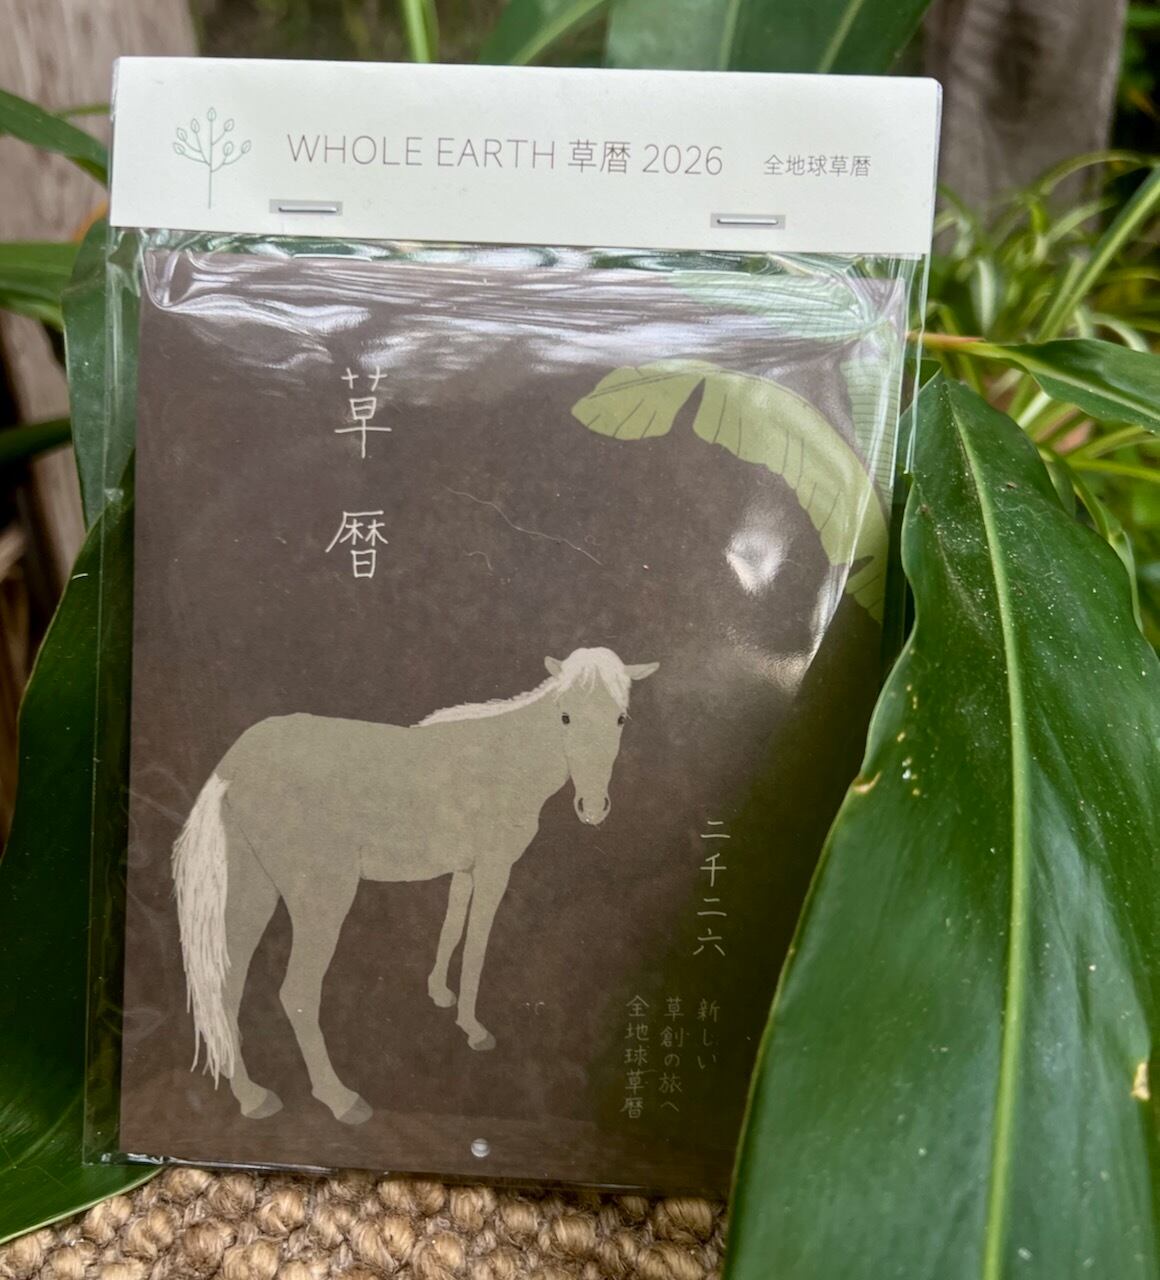 WHOLE EARTH 草暦 2026 全地球草暦
草暦
二千二六
新しい
草創の旅へ
全地球草暦